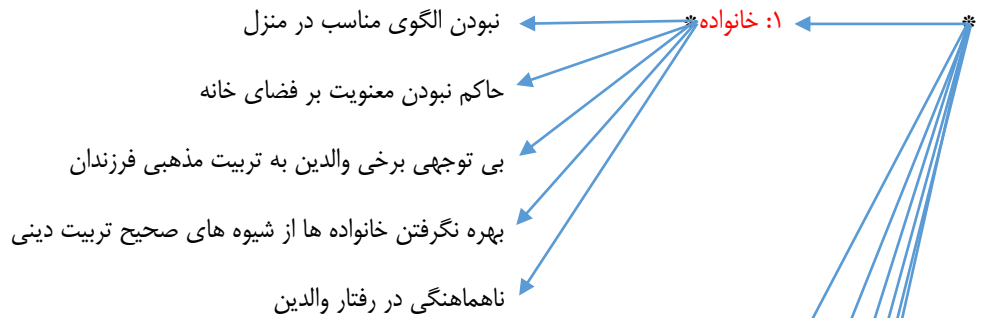 * ۱: خانواده* نبودن الگوی مناسب در منزل
حاکم نبودن معنویت بر فضای خانه
بی توجهی برخی والدین به تربیت مذهبی فرزندان
بهره نگرفتن خانواده ها از شیوه های صحیح تربیت دینی
ناهماهنگی در رفتار والدین